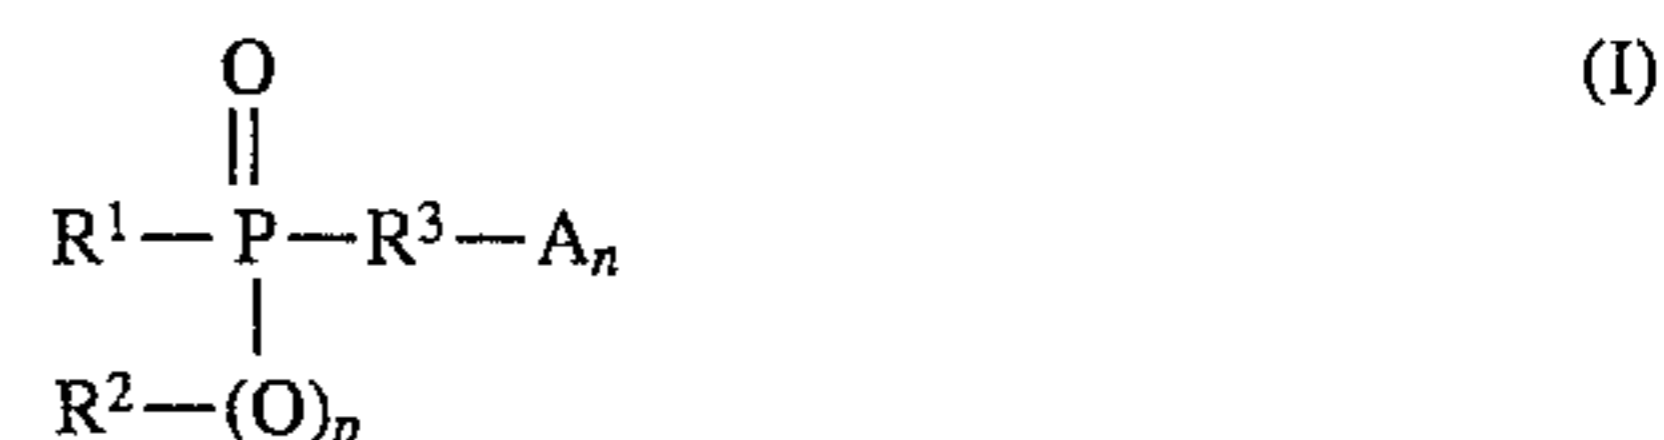 O (I)
R¹—P—R³—Aₙ
R²—(O)ₚ